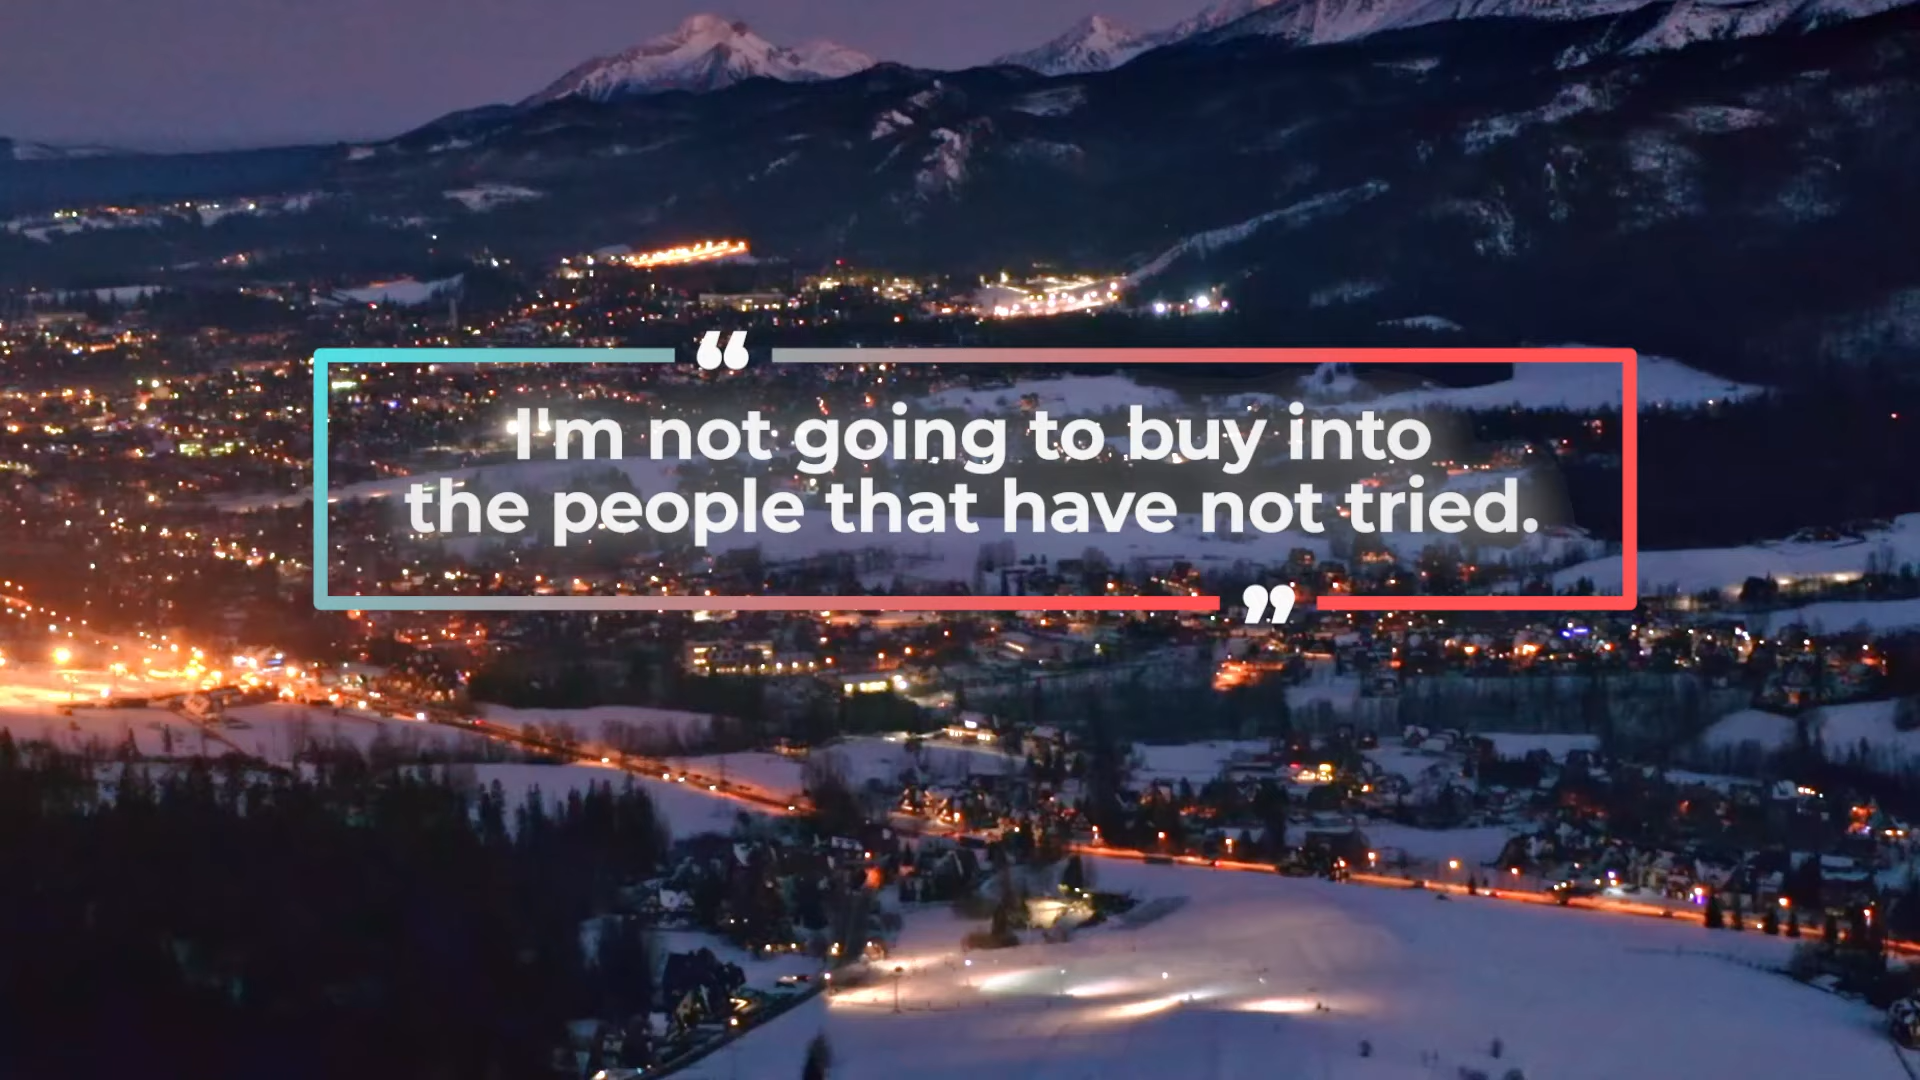 “
I'm not going to buy into
the people that have not tried.
”